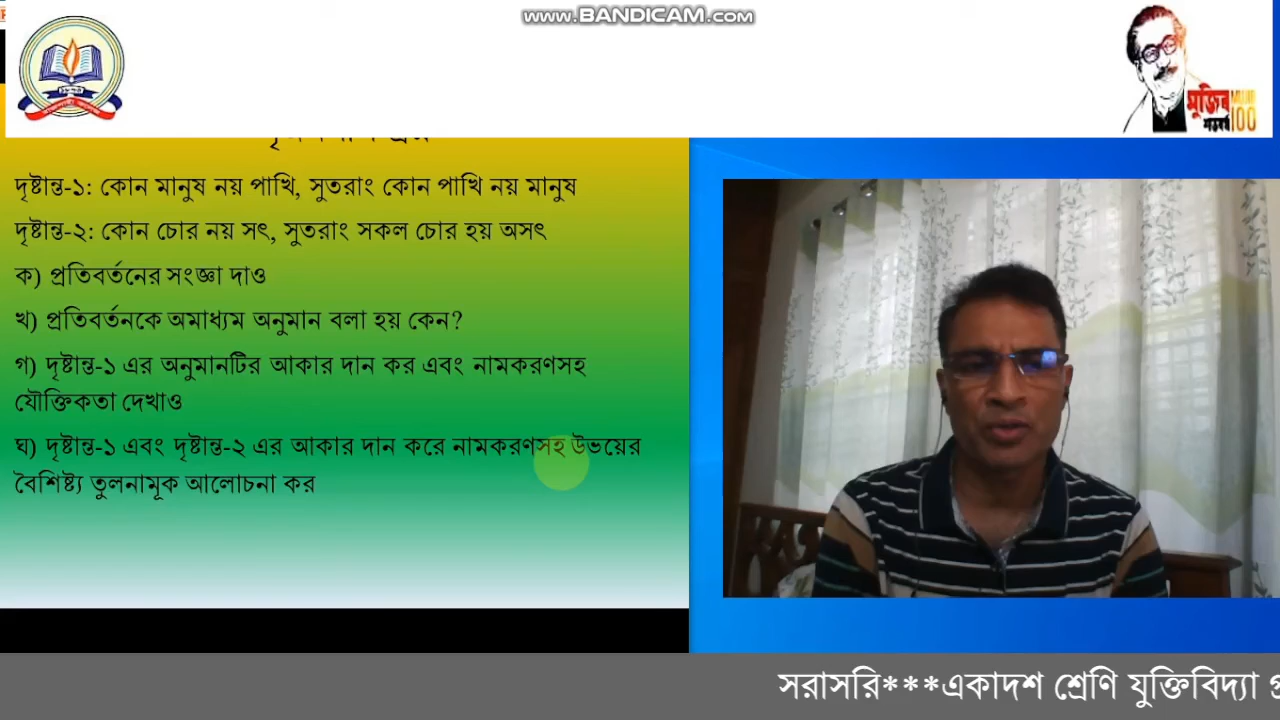 www.BANDICAM.com
মুজিব
শতবর্ষ
100
দৃষ্টান্ত-১: কোন মানুষ নয় পাখি, সুতরাং কোন পাখি নয় মানুষ
দৃষ্টান্ত-২: কোন চোর নয় সৎ, সুতরাং সকল চোর হয় অসৎ
ক) প্রতিবর্তনের সংজ্ঞা দাও
খ) প্রতিবর্তনকে অমাধ্যম অনুমান বলা হয় কেন?
গ) দৃষ্টান্ত-১ এর অনুমানটির আকার দান কর এবং নামকরণসহ
যৌক্তিকতা দেখাও
ঘ) দৃষ্টান্ত-১ এবং দৃষ্টান্ত-২ এর আকার দান করে নামকরণসহ উভয়ের
বৈশিষ্ট্য তুলনামূক আলোচনা কর
সরাসরি***একাদশ শ্রেণি যুক্তিবিদ্যা